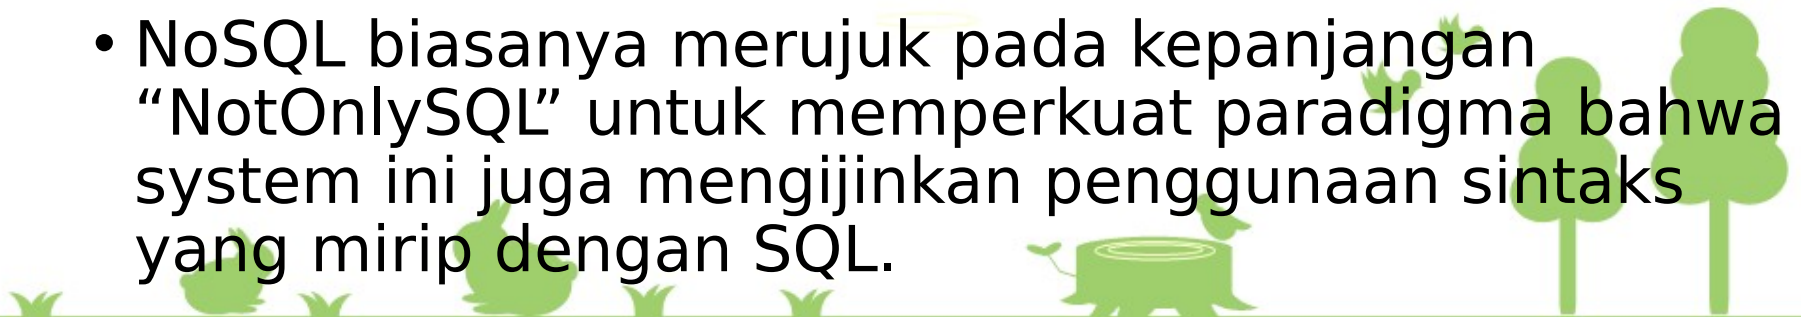 • NoSQL biasanya merujuk pada kepanjangan
“NotOnlySQL” untuk memperkuat paradigma bahwa
system ini juga mengijinkan penggunaan sintaks
yang mirip dengan SQL.